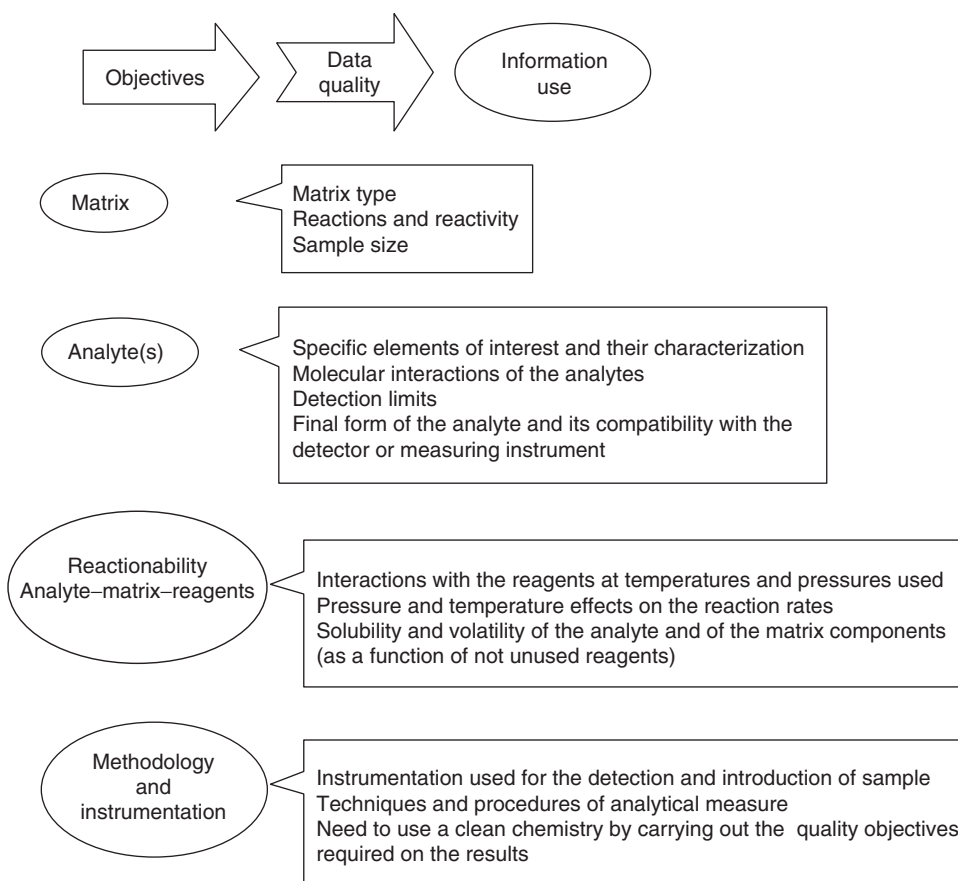 Objectives
Data
quality
Information
use
Matrix
Matrix type
Reactions and reactivity
Sample size
Analyte(s)
Specific elements of interest and their characterization
Molecular interactions of the analytes
Detection limits
Final form of the analyte and its compatibility with the
detector or measuring instrument
Reactionability
Analyte–matrix–reagents
Interactions with the reagents at temperatures and pressures used
Pressure and temperature effects on the reaction rates
Solubility and volatility of the analyte and of the matrix components
(as a function of not unused reagents)
Methodology
and
instrumentation
Instrumentation used for the detection and introduction of sample
Techniques and procedures of analytical measure
Need to use a clean chemistry by carrying out the quality objectives
required on the results